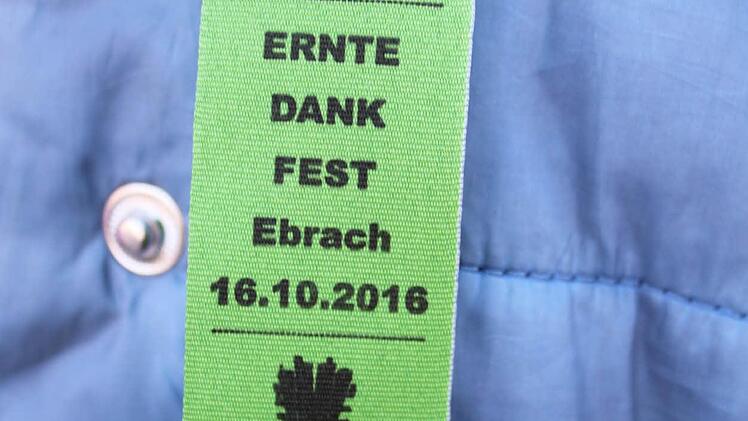 ERNTE
DANK
FEST
Ebrach
16.10.2016